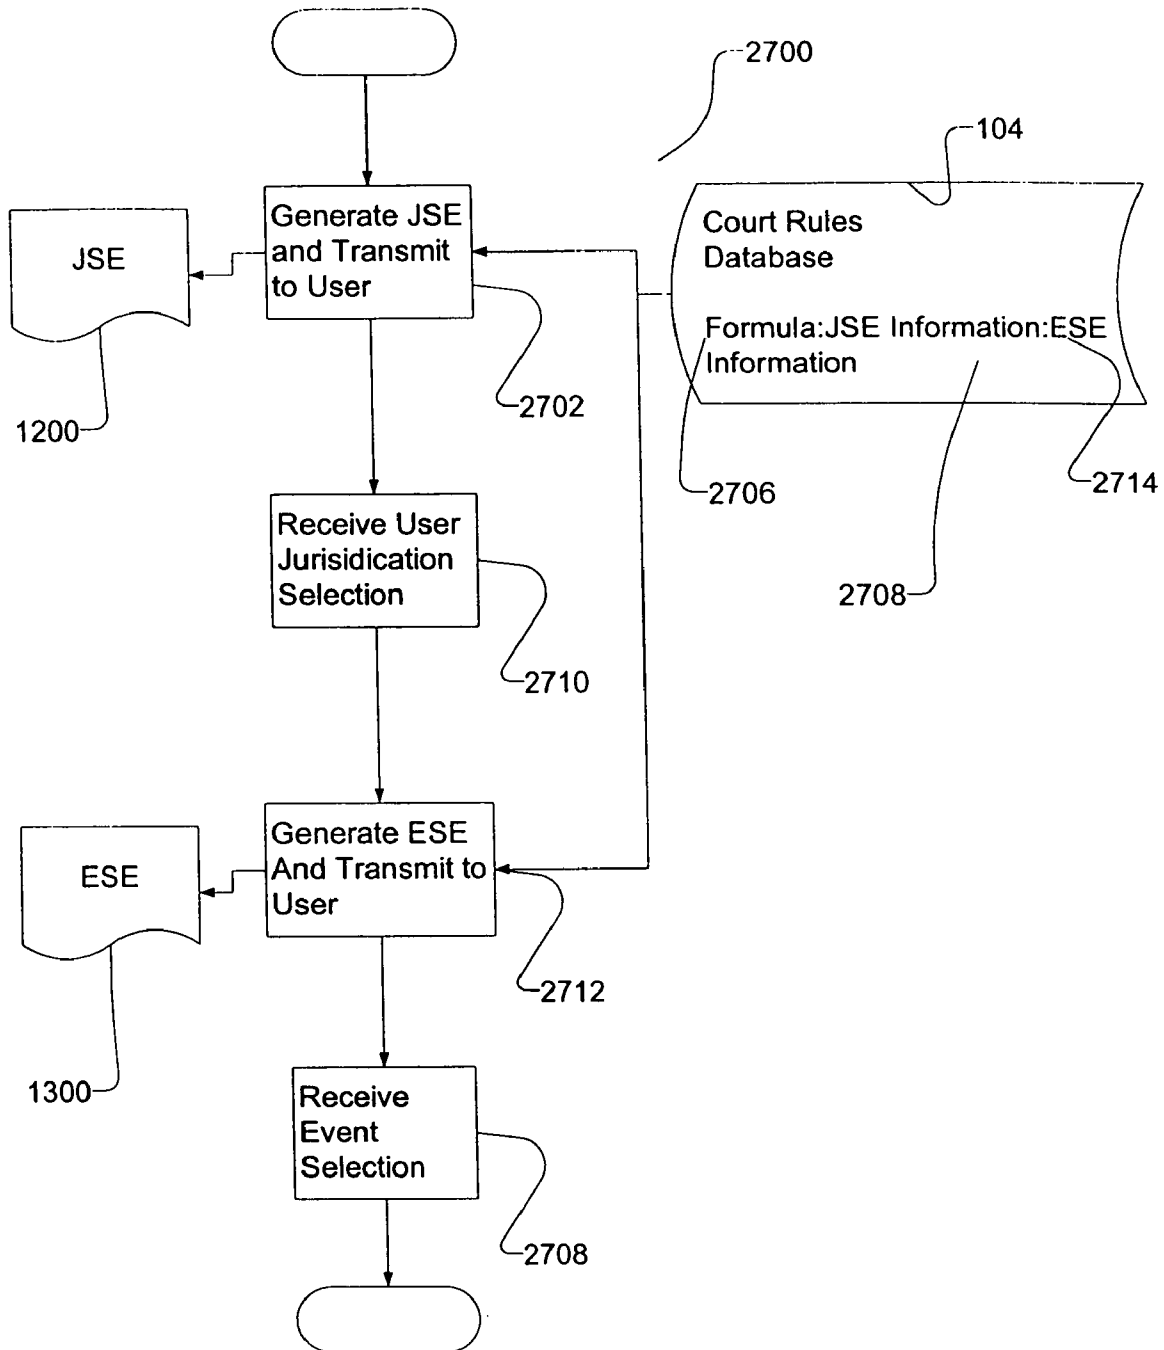 2700
104
Court Rules
Database
Formula:JSE Information:ESE
Information
Generate JSE
and Transmit
to User
JSE
2702
1200
2706
2714
2708
Receive User
Jurisidication
Selection
2710
Generate ESE
And Transmit to
User
ESE
2712
1300
Receive
Event
Selection
2708